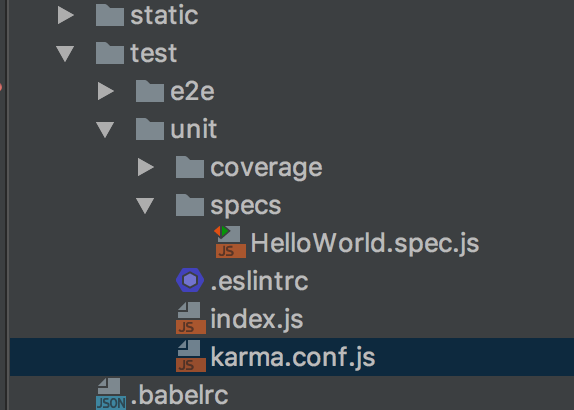 static
test
e2e
unit
coverage
specs
JS HelloWorld.spec.js
.eslintrc
JS index.js
JS karma.conf.js
JSON .babelrc